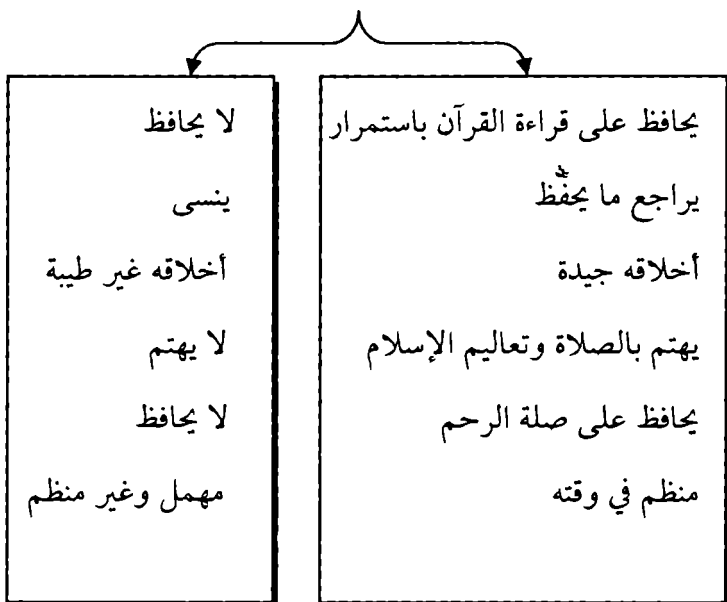 يحافظ على قراءة القرآن باستمرار
يراجع ما يحفّظ
أخلاقه جيدة
يهتم بالصلاة وتعاليم الإسلام
يحافظ على صلة الرحم
منظم في وقته
لا يحافظ
ينسى
أخلاقه غير طيبة
لا يهتم
لا يحافظ
مهمل وغير منظم